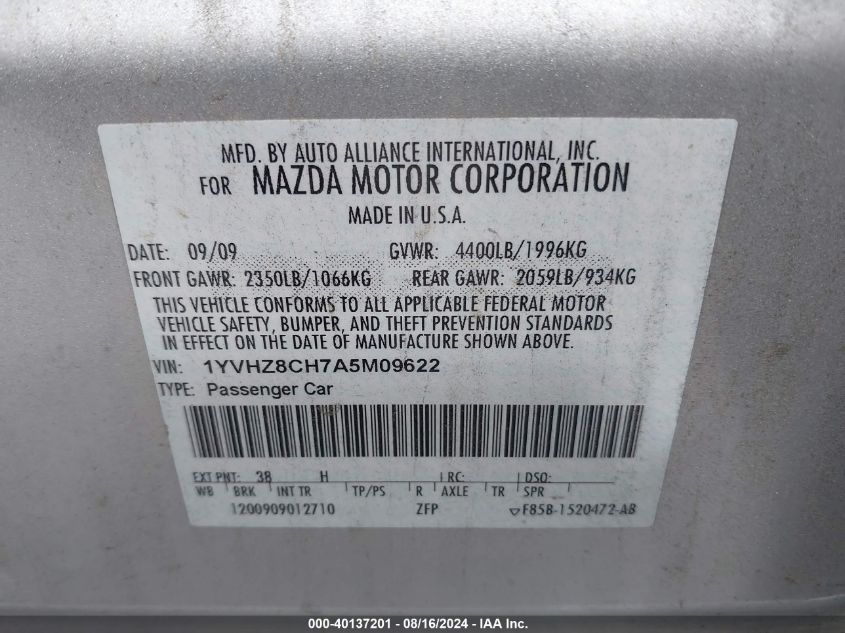 MFD. BY AUTO ALLIANCE INTERNATIONAL, INC.
FOR MAZDA MOTOR CORPORATION
MADE IN U.S.A.
DATE: 09/09 GVWR: 4400LB/1996KG
FRONT GAWR: 2350LB/1066KG REAR GAWR: 2059LB/934KG
THIS VEHICLE CONFORMS TO ALL APPLICABLE FEDERAL MOTOR
VEHICLE SAFETY, BUMPER, AND THEFT PREVENTION STANDARDS
IN EFFECT ON THE DATE OF MANUFACTURE SHOWN ABOVE.
VIN: 1YVHZ8CH7A5M09622
TYPE: Passenger Car
EXT PNT: 38 H RC: DSO:
WB BRK INT TR TP/PS R AXLE TR SPR
1200909012710 ZFP F85B-1520472-AB
000-40137201 - 08/16/2024 - IAA Inc.